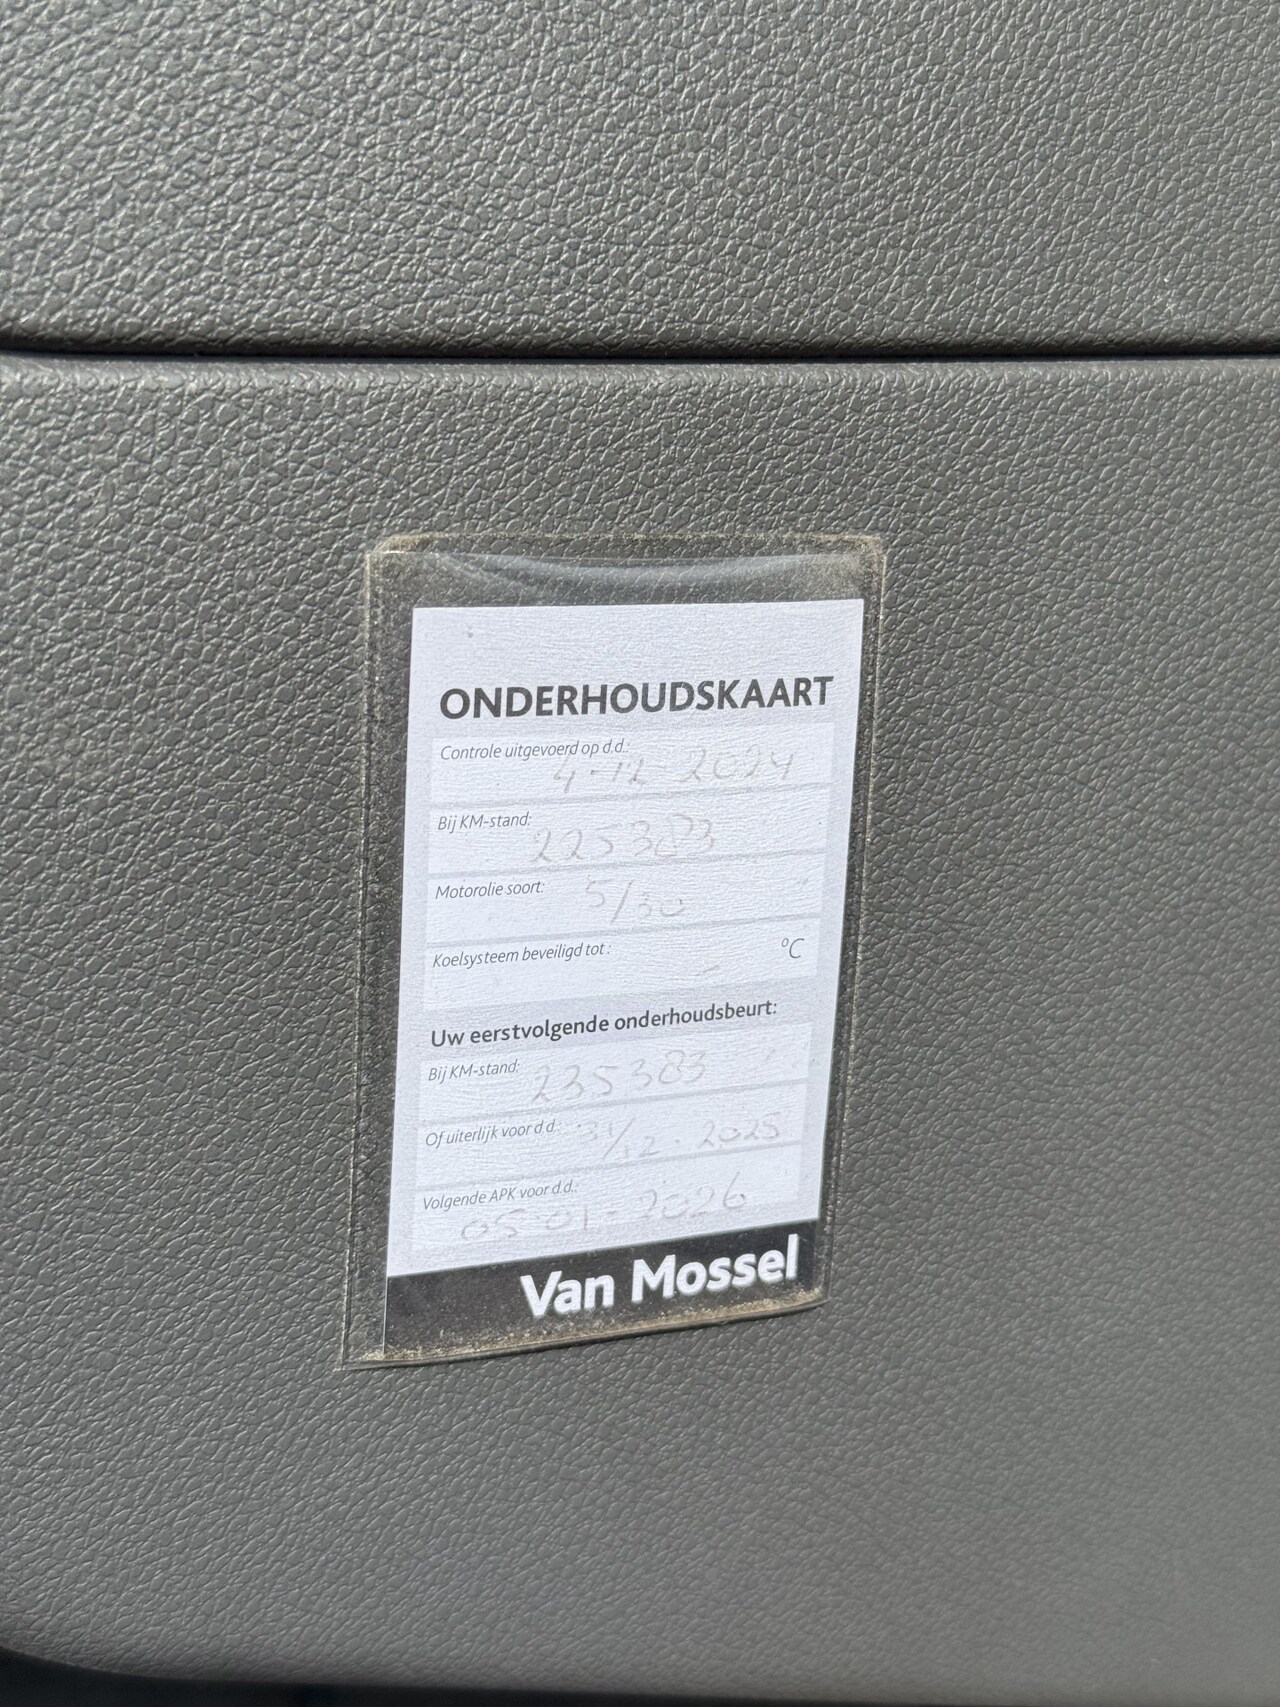 ONDERHOUDSKAART
Controle uitgevoerd op d.d.: 4-12-2024
Bij KM-stand: 225383
Motorolie soort: 5/30
Koelsysteem beveiligd tot: - °C
Uw eerstvolgende onderhoudsbeurt:
Bij KM-stand: 235383
Of uiterlijk voor d.d.: 31/12-2025
Volgende APK voor d.d.: 05-01-2026
Van Mossel